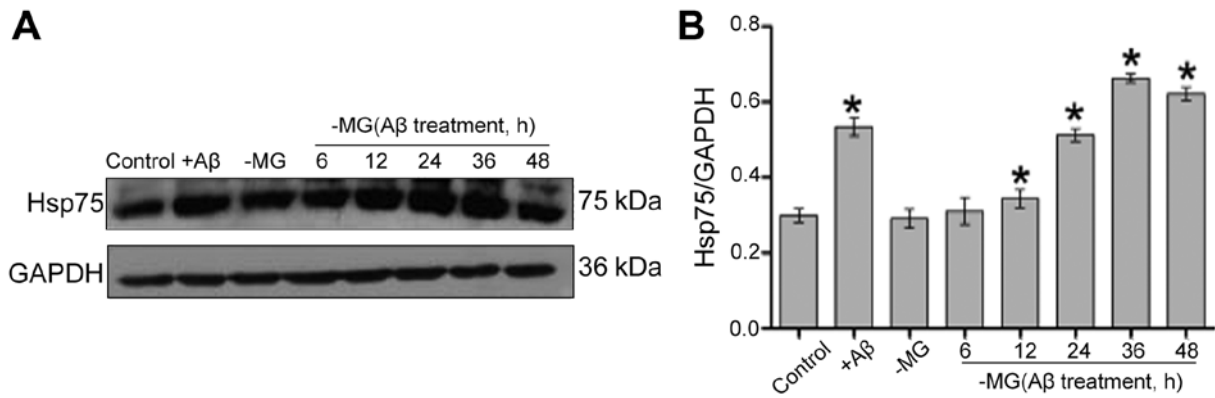 A
-MG(Aβ treatment, h)
Control +Aβ -MG 6 12 24 36 48
Hsp75 75 kDa
GAPDH 36 kDa
B
Hsp75/GAPDH
0.8
0.6
0.4
0.2
0.0
* * * * *
Control +Aβ -MG 6 12 24 36 48
-MG(Aβ treatment, h)